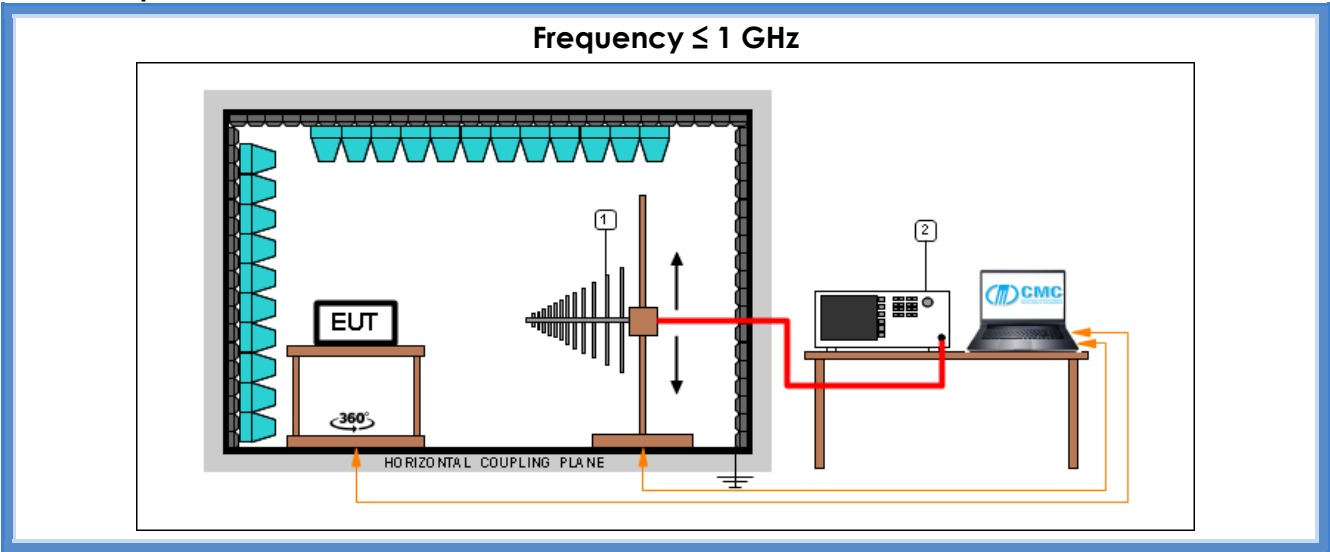 Frequency ≤ 1 GHz
1
2
CMC
EUT
360°
HORIZONTAL COUPLING PLANE